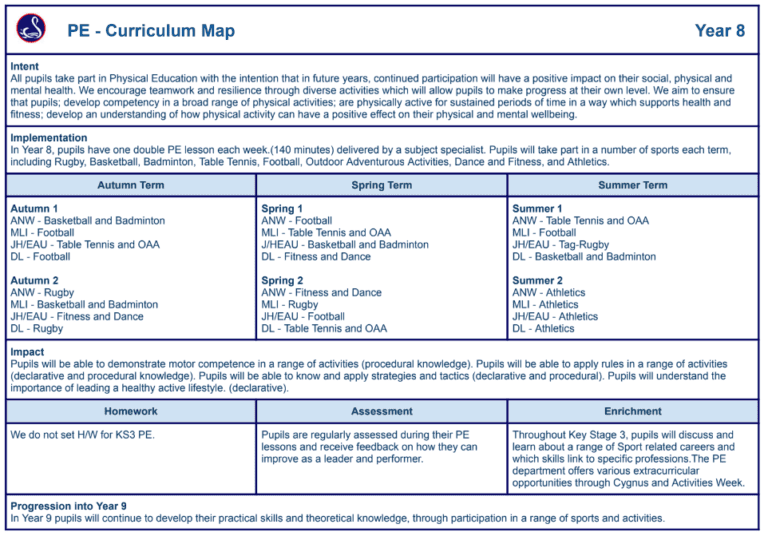 PE - Curriculum Map
Year 8
Intent
All pupils take part in Physical Education with the intention that in future years, continued participation will have a positive impact on their social, physical and
mental health. We encourage teamwork and resilience through diverse activities which will allow pupils to make progress at their own level. We aim to ensure
that pupils; develop competency in a broad range of physical activities; are physically active for sustained periods of time in a way which supports health and
fitness; develop an understanding of how physical activity can have a positive effect on their physical and mental wellbeing.
Implementation
In Year 8, pupils have one double PE lesson each week.(140 minutes) delivered by a subject specialist. Pupils will take part in a number of sports each term,
including Rugby, Basketball, Badminton, Table Tennis, Football, Outdoor Adventurous Activities, Dance and Fitness, and Athletics.
Autumn Term
Spring Term
Summer Term
Autumn 1
ANW - Basketball and Badminton
MLI - Football
JH/EAU - Table Tennis and OAA
DL - Football
Autumn 2
ANW - Rugby
MLI - Basketball and Badminton
JH/EAU - Fitness and Dance
DL - Rugby
Spring 1
ANW - Football
MLI - Table Tennis and OAA
J/HEAU - Basketball and Badminton
DL - Fitness and Dance
Spring 2
ANW - Fitness and Dance
MLI - Rugby
JH/EAU - Football
DL - Table Tennis and OAA
Summer 1
ANW - Table Tennis and OAA
MLI - Football
JH/EAU - Tag-Rugby
DL - Basketball and Badminton
Summer 2
ANW - Athletics
MLI - Athletics
JH/EAU - Athletics
DL - Athletics
Impact
Pupils will be able to demonstrate motor competence in a range of activities (procedural knowledge). Pupils will be able to apply rules in a range of activities
(declarative and procedural knowledge). Pupils will be able to know and apply strategies and tactics (declarative and procedural). Pupils will understand the
importance of leading a healthy active lifestyle. (declarative).
Homework
Assessment
Enrichment
We do not set H/W for KS3 PE.
Pupils are regularly assessed during their PE
lessons and receive feedback on how they can
improve as a leader and performer.
Throughout Key Stage 3, pupils will discuss and
learn about a range of Sport related careers and
which skills link to specific professions.The PE
department offers various extracurricular
opportunities through Cygnus and Activities Week.
Progression into Year 9
In Year 9 pupils will continue to develop their practical skills and theoretical knowledge, through participation in a range of sports and activities.